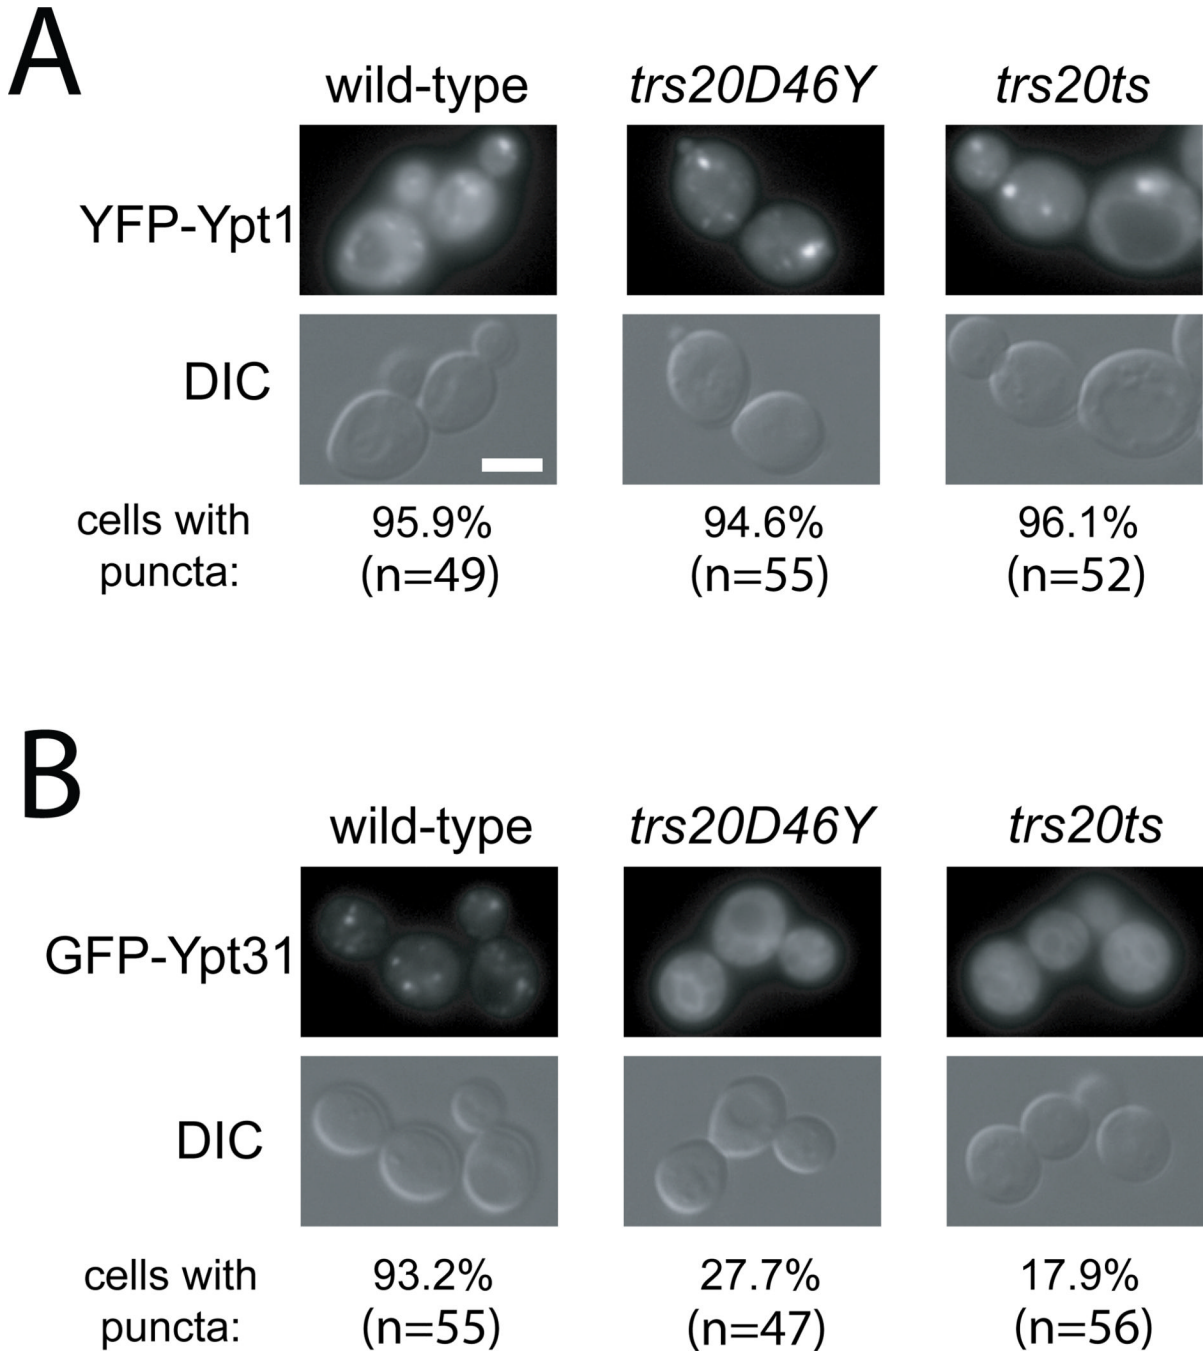 A
wild-type trs20D46Y trs20ts
YFP-Ypt1
DIC
cells with 95.9% 94.6% 96.1%
puncta: (n=49) (n=55) (n=52)
B
wild-type trs20D46Y trs20ts
GFP-Ypt31
DIC
cells with 93.2% 27.7% 17.9%
puncta: (n=55) (n=47) (n=56)